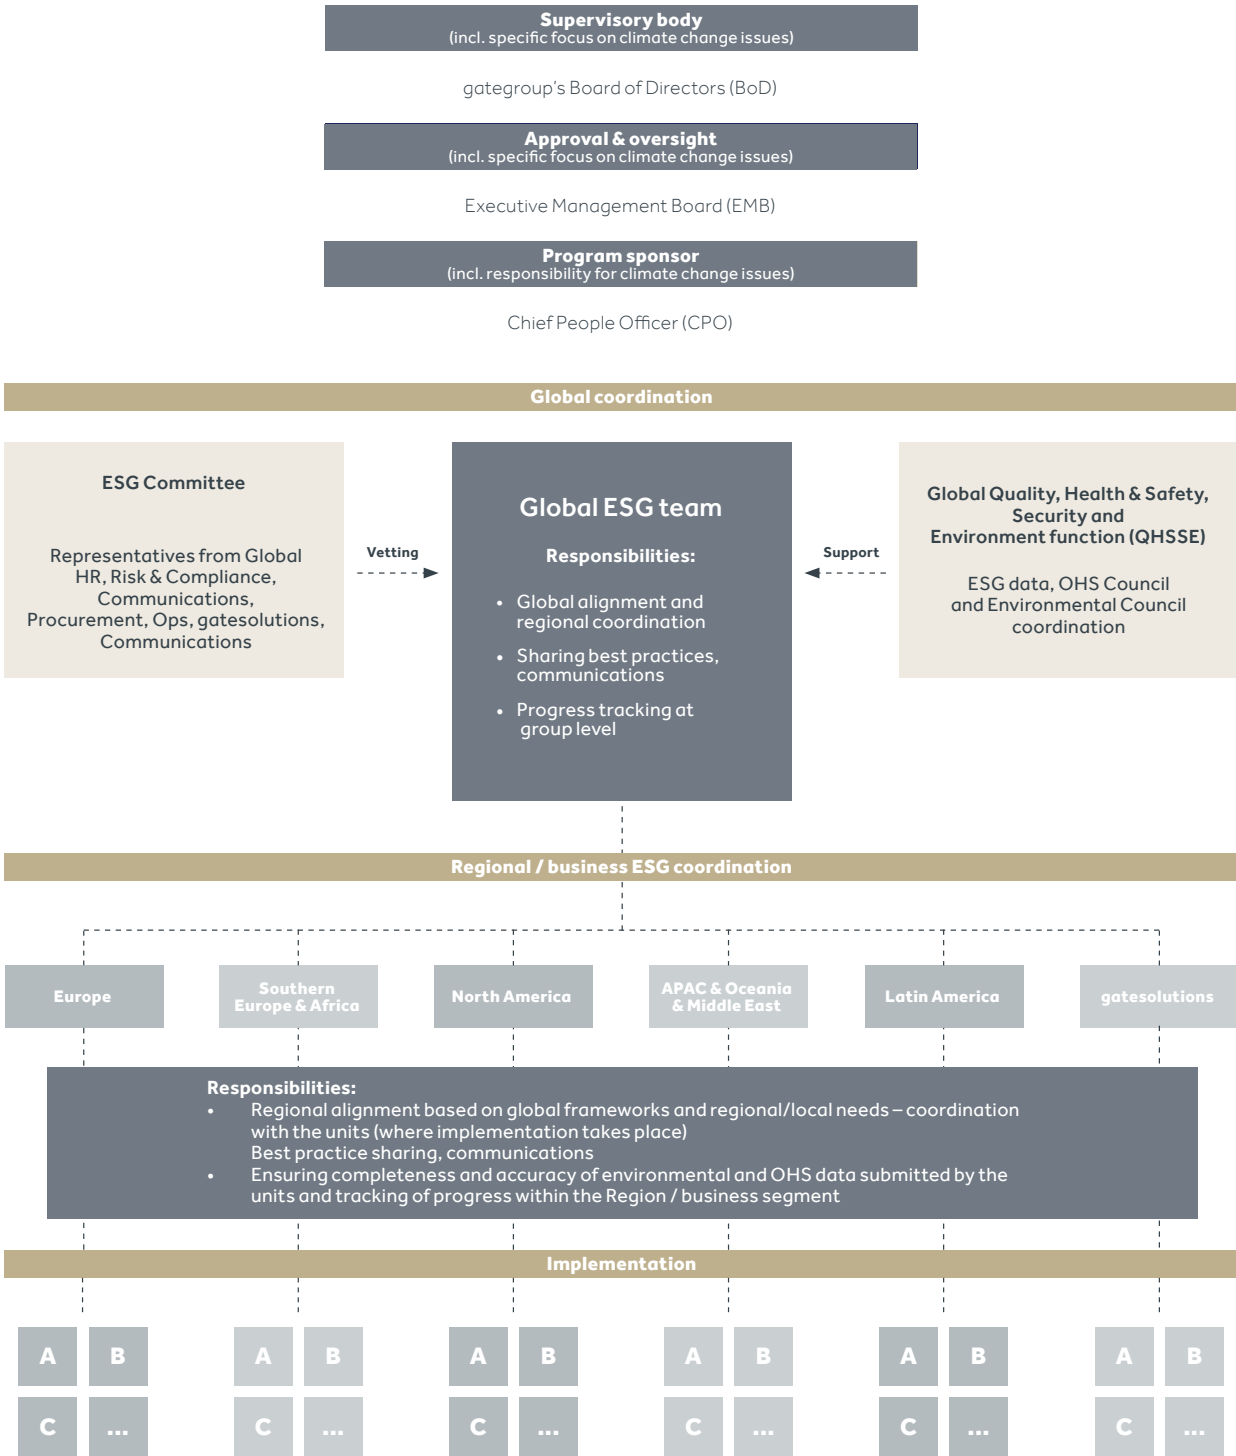 Supervisory body
(incl. specific focus on climate change issues)
gategroup's Board of Directors (BoD)
Approval & oversight
(incl. specific focus on climate change issues)
Executive Management Board (EMB)
Program sponsor
(incl. responsibility for climate change issues)
Chief People Officer (CPO)
Global coordination
ESG Committee
Representatives from Global
HR, Risk & Compliance,
Communications,
Procurement, Ops, gatesolutions,
Communications
Vetting
Global ESG team
Responsibilities:
• Global alignment and
regional coordination
• Sharing best practices,
communications
• Progress tracking at
group level
Support
Global Quality, Health & Safety,
Security and
Environment function (QHSSE)
ESG data, OHS Council
and Environmental Council
coordination
Regional / business ESG coordination
Europe
Southern
Europe & Africa
North America
APAC & Oceania
& Middle East
Latin America
gatesolutions
Responsibilities:
• Regional alignment based on global frameworks and regional/local needs – coordination
with the units (where implementation takes place)
Best practice sharing, communications
• Ensuring completeness and accuracy of environmental and OHS data submitted by the
units and tracking of progress within the Region / business segment
Implementation
A B A B A B A B A B A B
C ... C ... C ... C ... C ... C ...